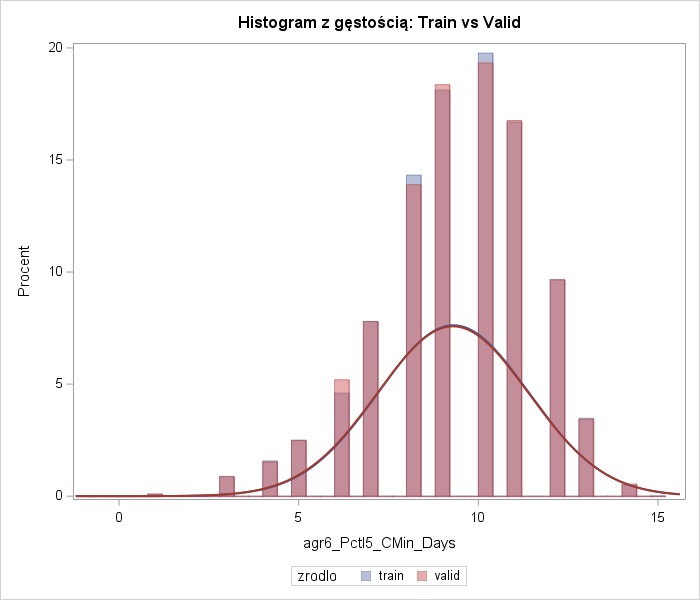 Histogram z gęstością: Train vs Valid
20
15
10
5
0
Procent
0 5 10 15
agr6_Pctl5_CMin_Days
zrodlo train valid